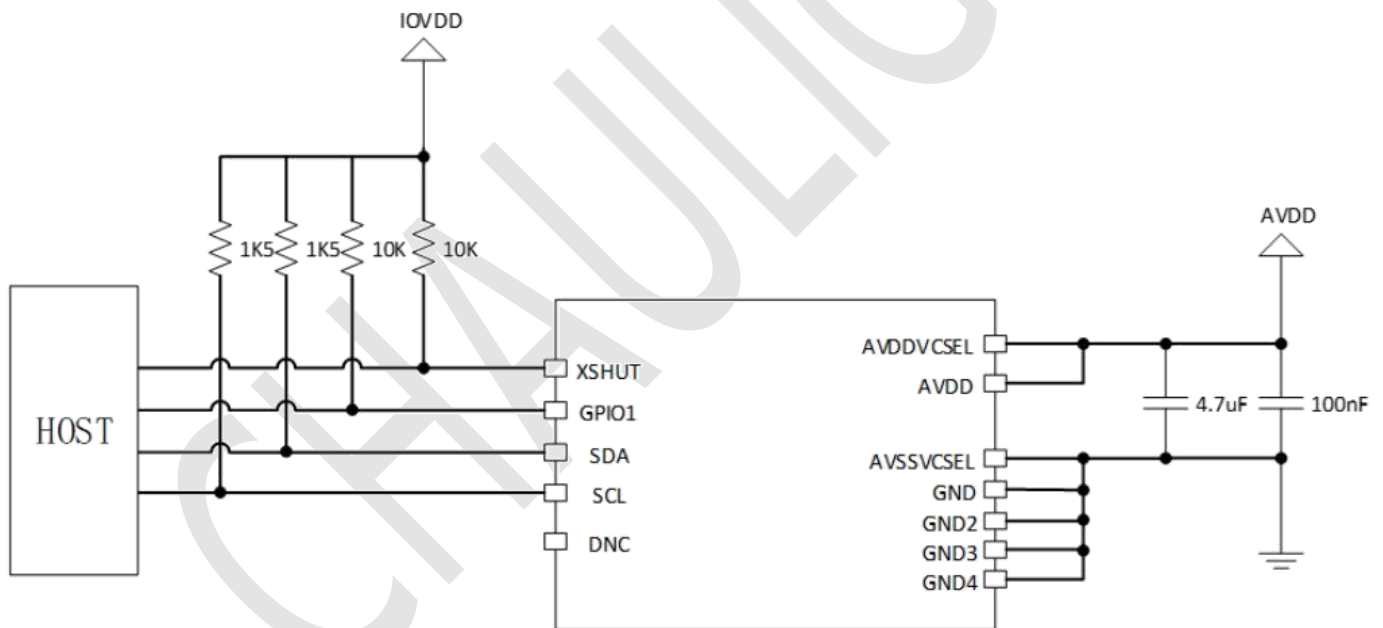 IOVDD
1K5
1K5
10K
10K
HOST
XSHUT
GPIO1
SDA
SCL
DNC
AVDDVCSEL
AVDD
AVSSVCSEL
GND
GND2
GND3
GND4
AVDD
4.7uF
100nF